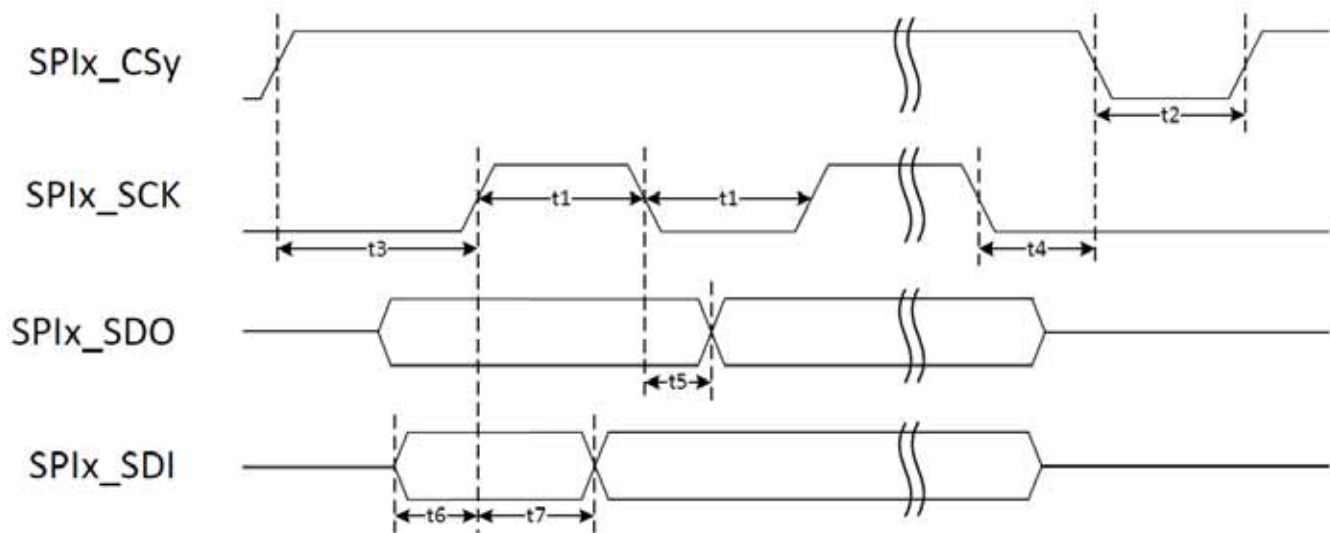 SPIx_CSy
t2
SPIx_SCK
t1 t1
t3 t4
SPIx_SDO
t5
SPIx_SDI
t6 t7